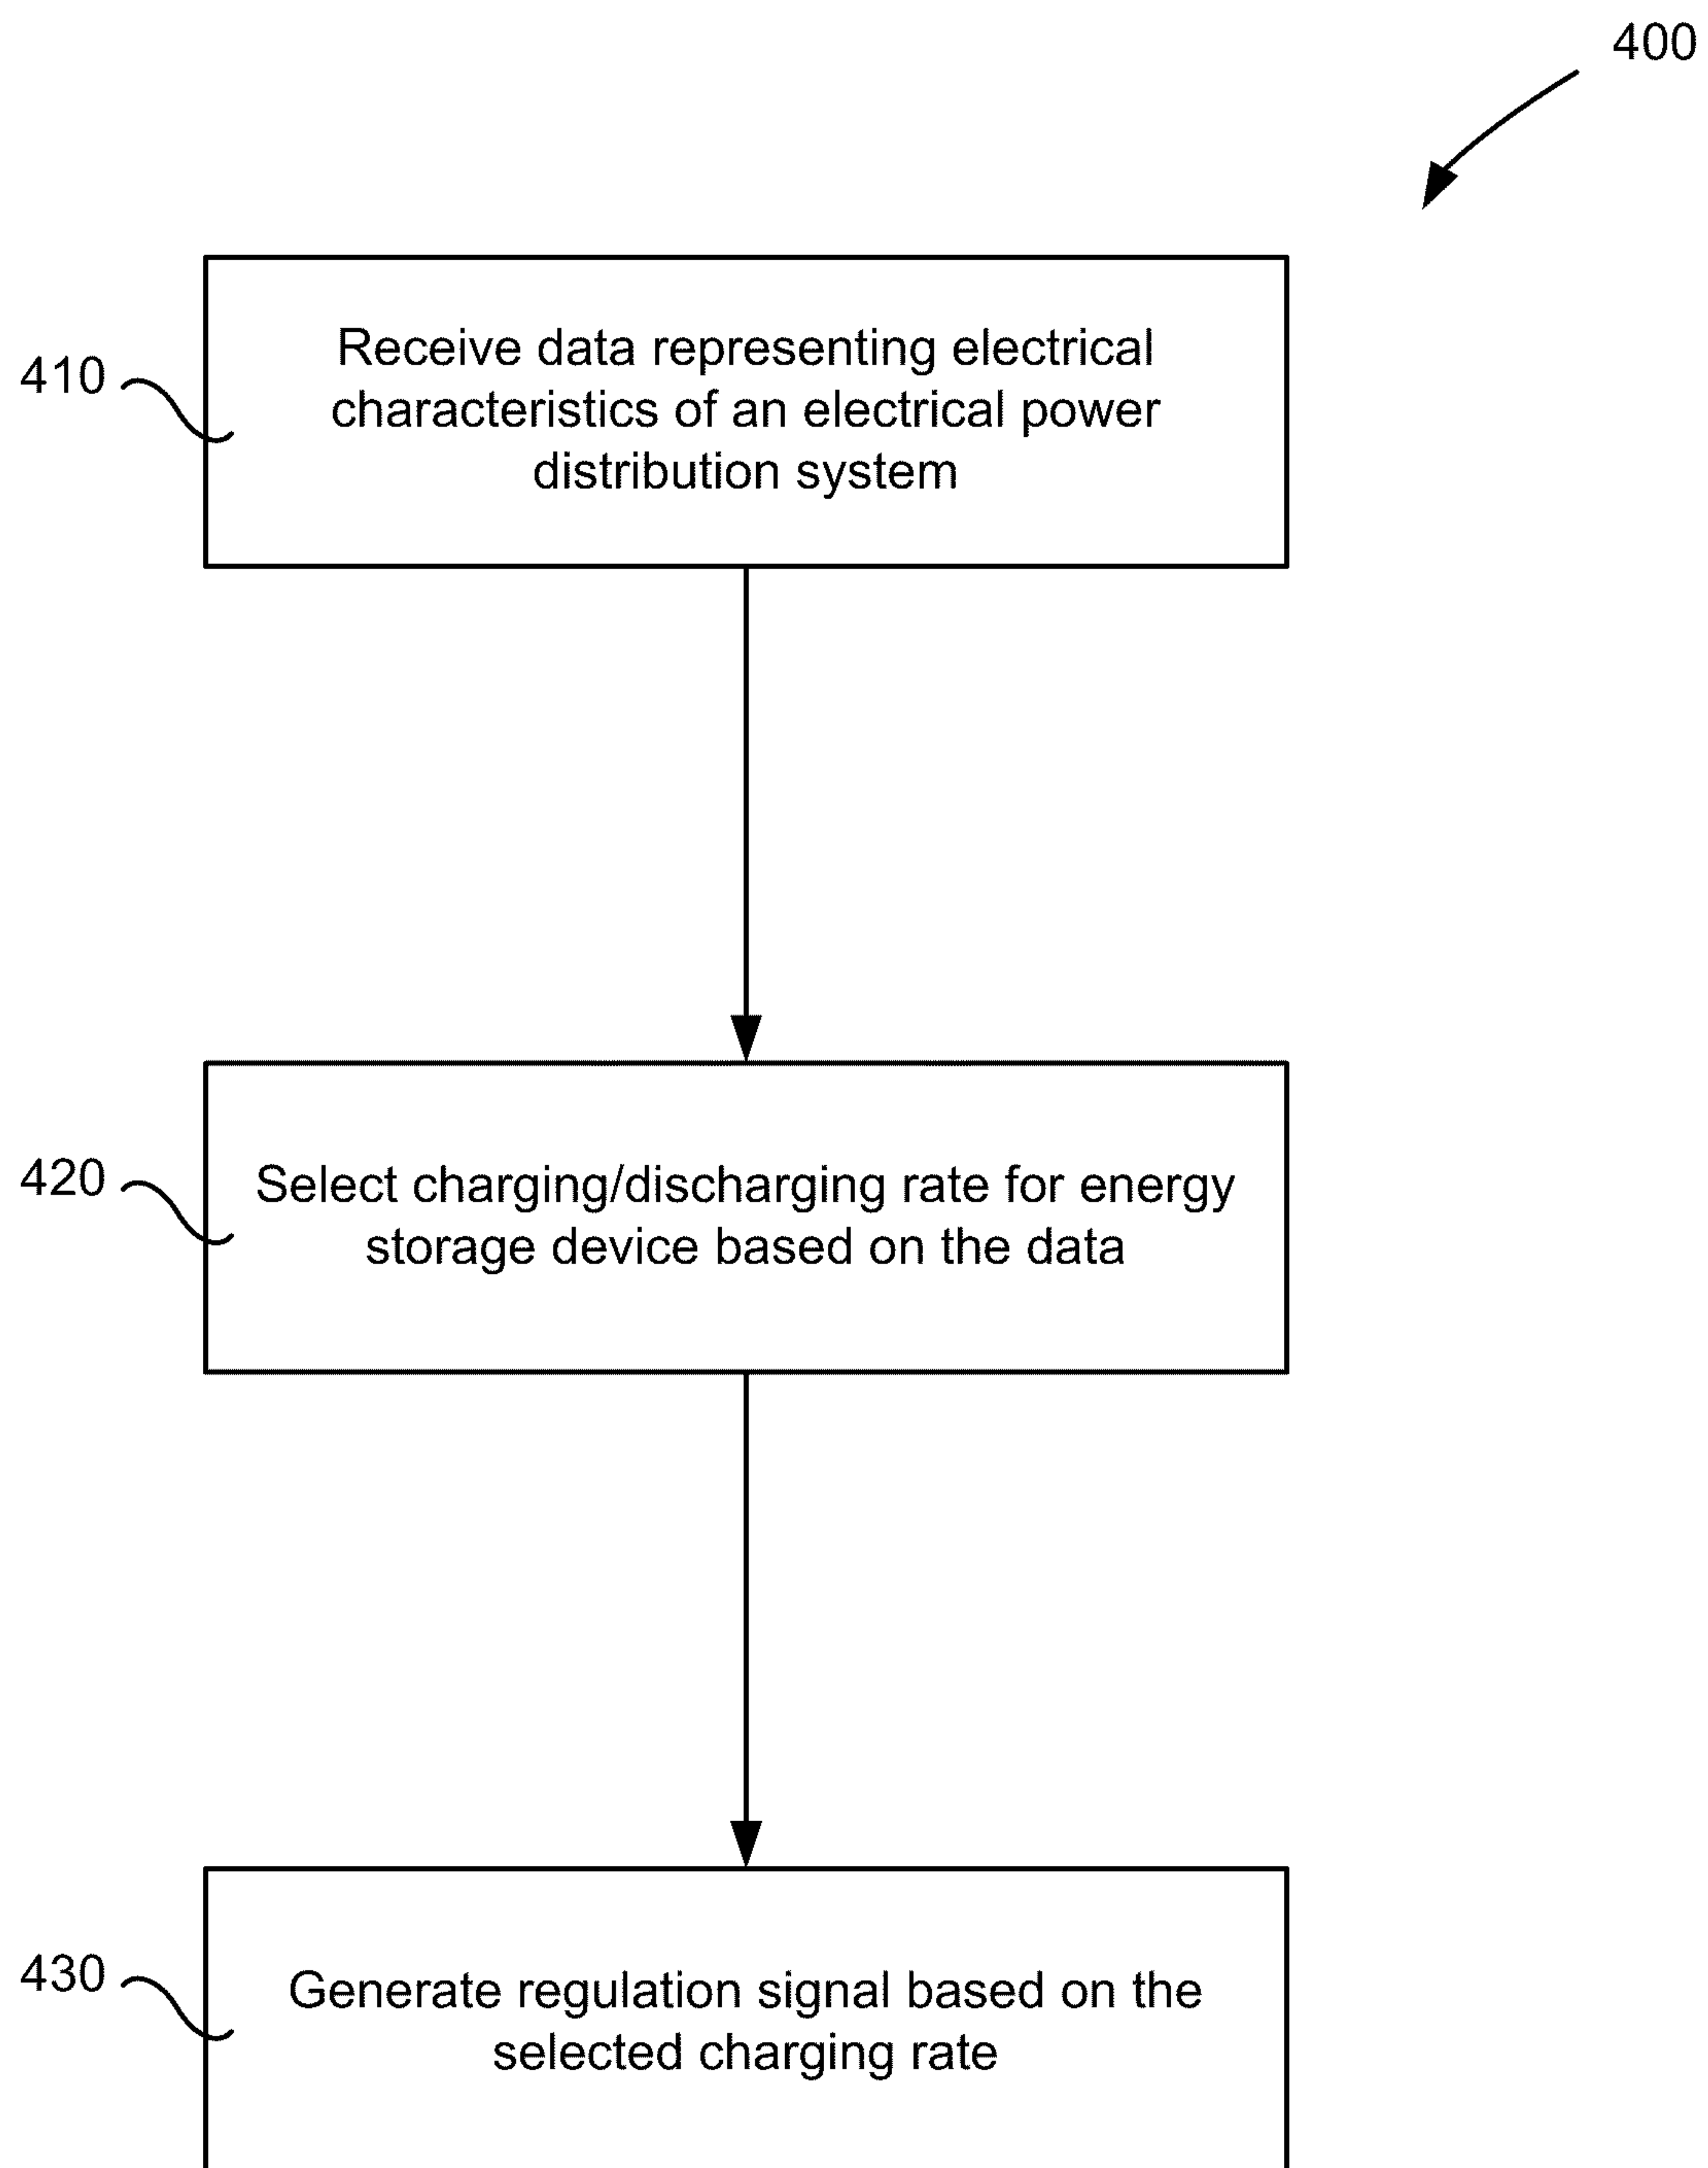 400
410
Receive data representing electrical
characteristics of an electrical power
distribution system
420
Select charging/discharging rate for energy
storage device based on the data
430
Generate regulation signal based on the
selected charging rate